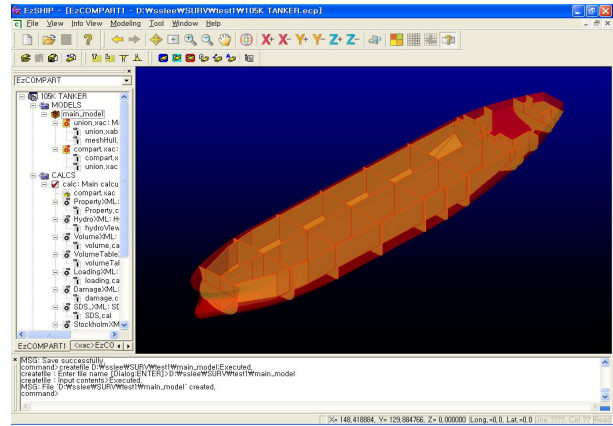 EzSHIP - [EzCOMPART1 - D:₩sslee₩SURV₩test1₩105K TANKER.ecp]
File View Info View Modeling Tool Window Help
X+ X- Y+ Y- Z+ Z-
EzCOMPART
105K TANKER
MODELS
main_model
union,xac: M
union,xab
meshHull,
compart,xac:
compart,x
union,xac
CALCS
calc: Main calcu
compart,xac
PropertyXML:
Property,c
HydroXML: Hy
hydroView
VolumeXML:
volume,ca
VolumeTable
volumeTal
LoadingXML:
loading,ca
DamageXML:
damage,c
SDS_XML: SD
SDS,cal
StockholmXM
EzCOMPART1 <xac>EzCO
MSG: Save successfully,
command>createfile D:₩sslee₩SURV₩test1₩main_model;Executed,
createfile : Enter file name [Dialog:ENTER]>D:₩sslee₩SURV₩test1₩main_model
createfile : Input contents>Executed,
MSG: File 'D:₩sslee₩SURV₩test1₩main_model' created,
command>
X= 148,418884, Y= 129,884766, Z= 0,000000 Long,=0,0, Lat,=0,0 Line ????, Col ?? Read